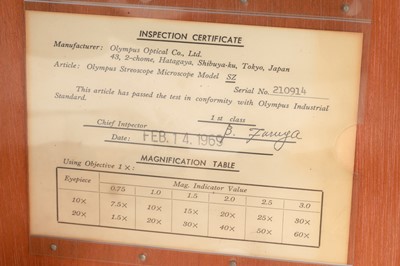 INSPECTION CERTIFICATE
Manufacturer: Olympus Optical Co., Ltd.
43, 2-chome, Hatagaya, Shibuya-ku, Tokyo, Japan
Article: Olympus Streoscope Microscope Model SZ
Serial No. 210914
This article has passed the test in conformity with Olympus Industrial
Standard.
1 st class
Chief Intpector B.
Date: FEB. 14. 1969
MAGNIFICATION TABLE
Using Objective 1×:
Eyepiece Mag. Indicator Value
0.75 1.0 1.5 2.0 2.5 3.0
10× 7.5× 10× 15× 20× 25× 30×
20× 1.5× 20× 30× 40× 50× 60×